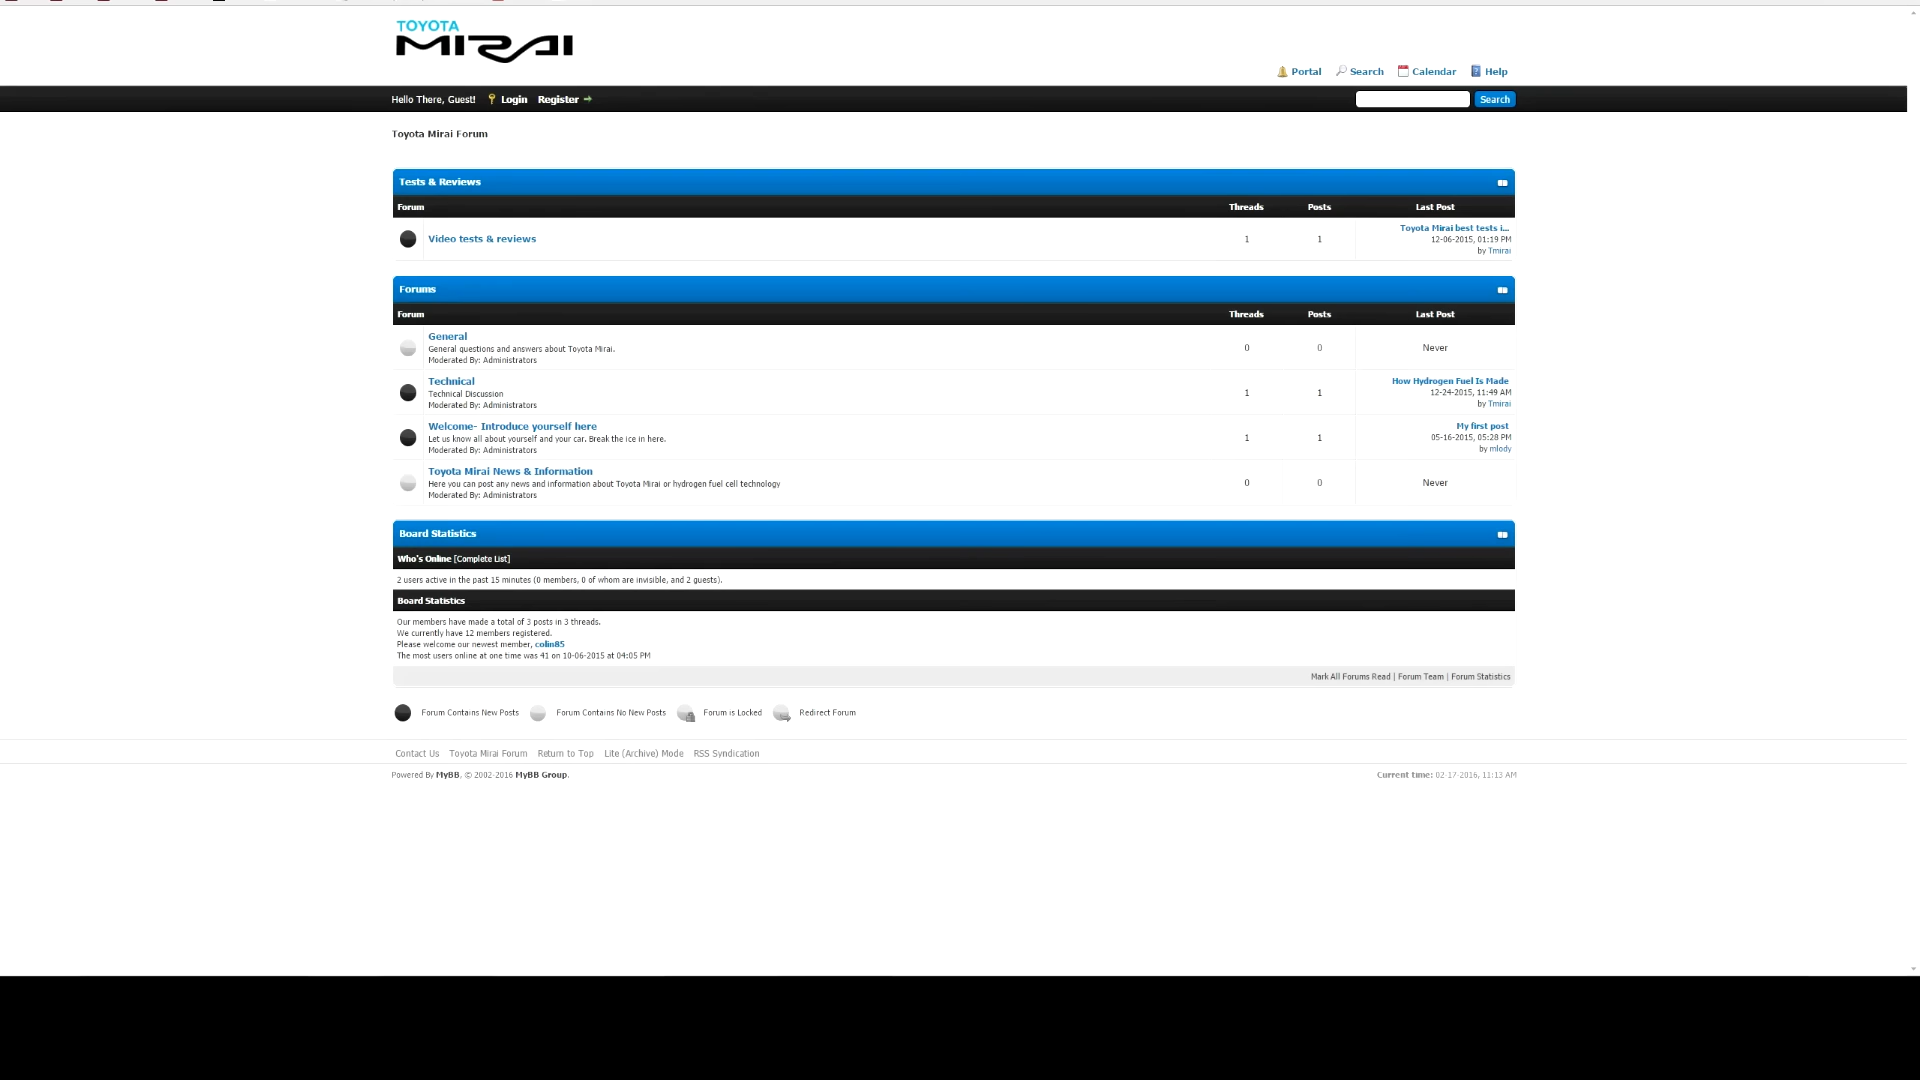 TOYOTA
MIRAI
Portal Search Calendar Help
Hello There, Guest! Login Register Search
Toyota Mirai Forum
Tests & Reviews
Forum Threads Posts Last Post
Video tests & reviews 1 1 Toyota Mirai best tests i...
12-06-2015, 01:19 PM
by Tmirai
Forums
Forum Threads Posts Last Post
General
General questions and answers about Toyota Mirai. 0 0 Never
Moderated By: Administrators
Technical How Hydrogen Fuel Is Made
Technical Discussion 1 1 12-24-2015, 11:49 AM
Moderated By: Administrators by Tmirai
Welcome- Introduce yourself here My first post
Let us know all about yourself and your car. Break the ice in here. 1 1 05-16-2015, 05:28 PM
Moderated By: Administrators by mlody
Toyota Mirai News & Information
Here you can post any news and information about Toyota Mirai or hydrogen fuel cell technology 0 0 Never
Moderated By: Administrators
Board Statistics
Who's Online [Complete List]
2 users active in the past 15 minutes (0 members, 0 of whom are invisible, and 2 guests).
Board Statistics
Our members have made a total of 3 posts in 3 threads.
We currently have 12 members registered.
Please welcome our newest member, colin85
The most users online at one time was 41 on 10-06-2015 at 04:05 PM
Mark All Forums Read | Forum Team | Forum Statistics
Forum Contains New Posts Forum Contains No New Posts Forum is Locked Redirect Forum
Contact Us Toyota Mirai Forum Return to Top Lite (Archive) Mode RSS Syndication
Powered By MyBB, © 2002-2016 MyBB Group. Current time: 02-17-2016, 11:13 AM